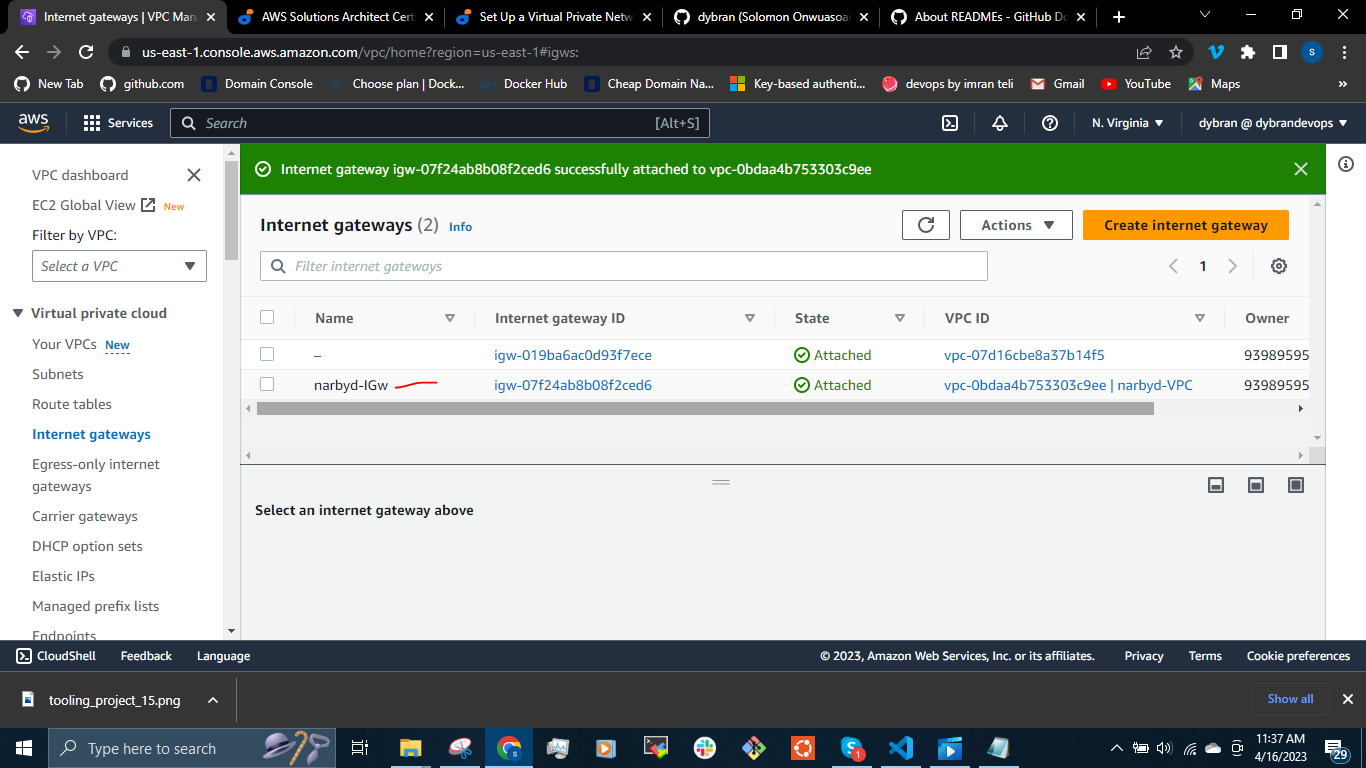 Internet gateways | VPC Man
AWS Solutions Architect Cert
Set Up a Virtual Private Netw
dybran (Solomon Onwuasoan
About READMEs - GitHub Do
us-east-1.console.aws.amazon.com/vpc/home?region=us-east-1#igws:
S
New Tab
github.com
Domain Console
Choose plan | Dock...
Docker Hub
Cheap Domain Na...
Key-based authenti...
devops by imran teli
Gmail
YouTube
Maps
»
aws
Services
Search
[Alt+S]
N. Virginia
dybran @ dybrandevops
VPC dashboard
EC2 Global View New
Filter by VPC:
Select a VPC
Virtual private cloud
Your VPCs New
Subnets
Route tables
Internet gateways
Egress-only internet
gateways
Carrier gateways
DHCP option sets
Elastic IPs
Managed prefix lists
Endpoints
Internet gateway igw-07f24ab8b08f2ced6 successfully attached to vpc-0bdaa4b753303c9ee
Internet gateways (2) Info
Actions
Create internet gateway
Filter internet gateways
1
Name Internet gateway ID State VPC ID Owner
– igw-019ba6ac0d93f7ece Attached vpc-07d16cbe8a37b14f5 93989595
narbyd-IGw igw-07f24ab8b08f2ced6 Attached vpc-0bdaa4b753303c9ee | narbyd-VPC 93989595
Select an internet gateway above
CloudShell Feedback Language © 2023, Amazon Web Services, Inc. or its affiliates. Privacy Terms Cookie preferences
tooling_project_15.png
Show all
Type here to search
1
11:37 AM
4/16/2023
29